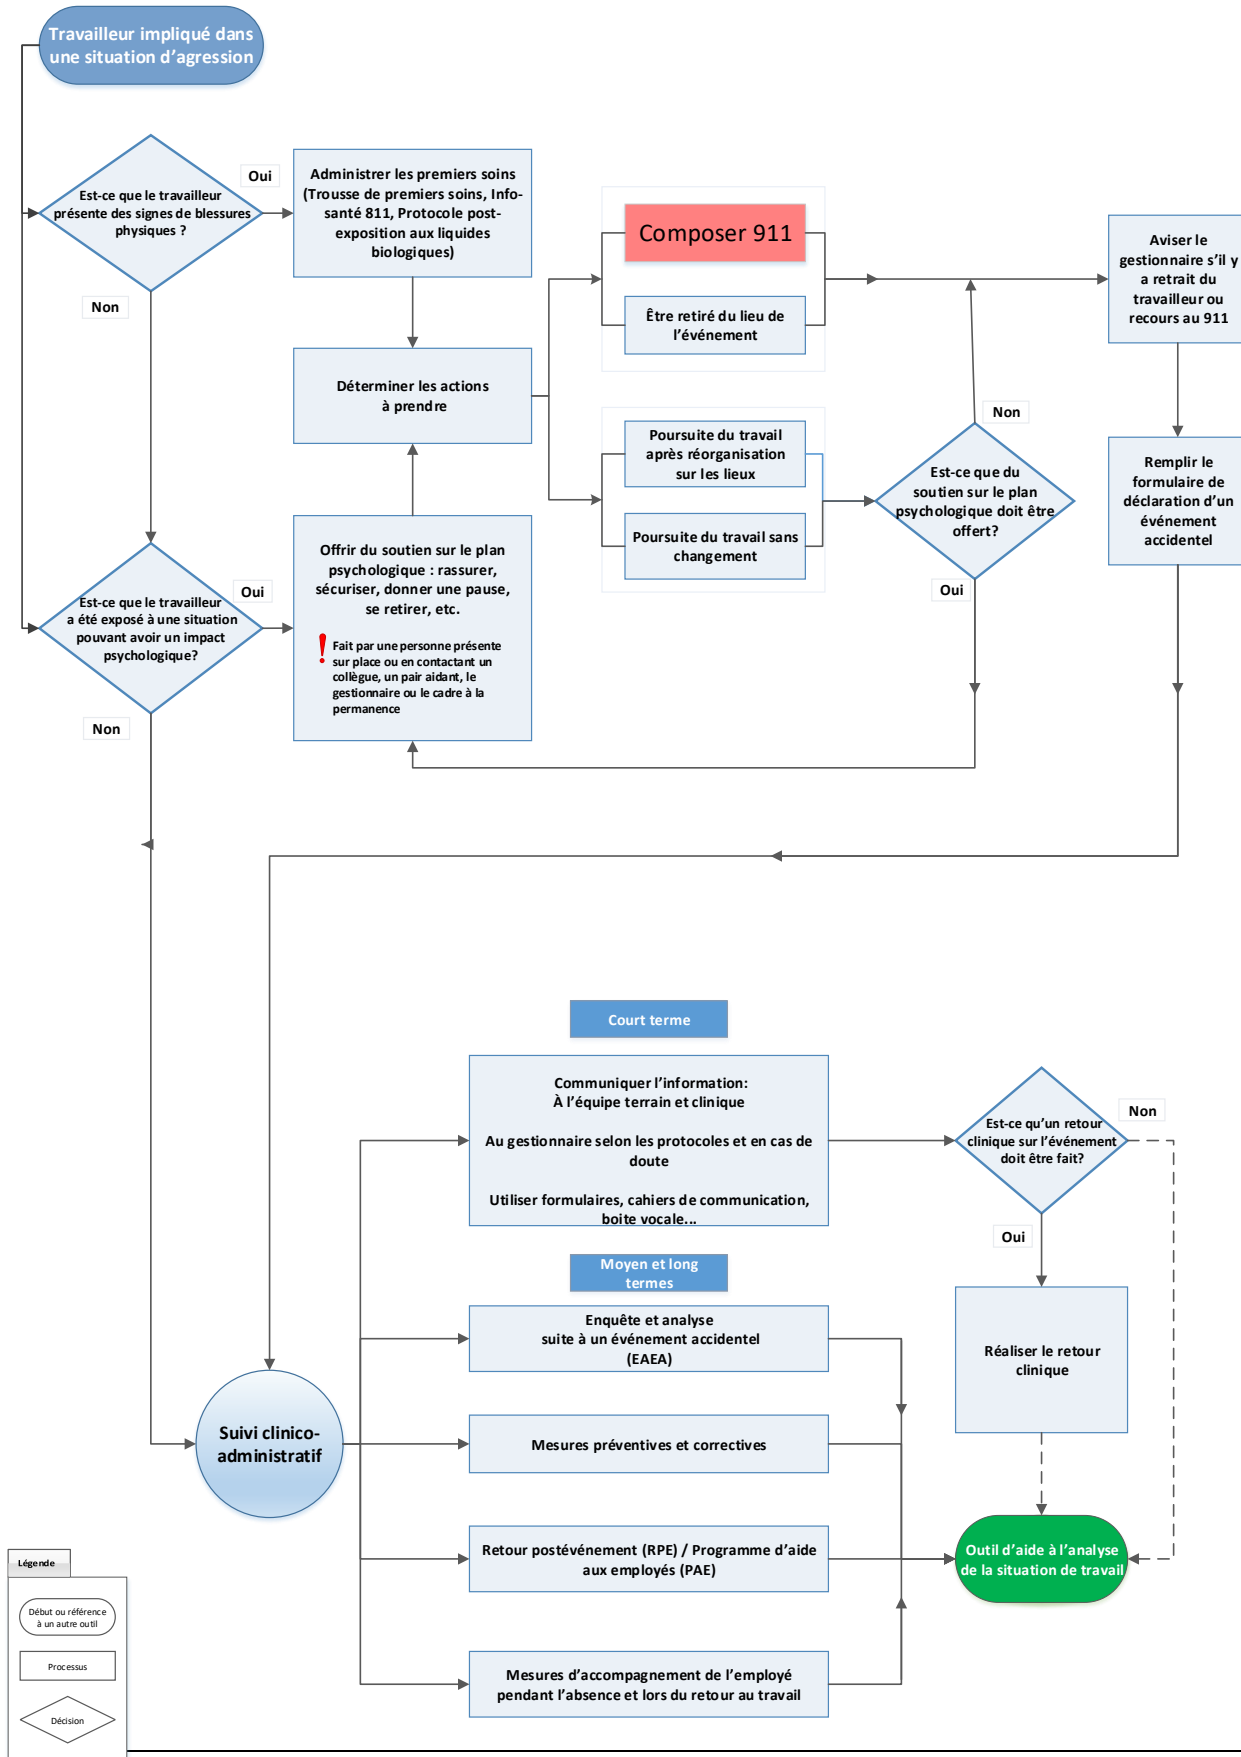 Travailleur impliqué dans
une situation d'agression
Est-ce que le travailleur
présente des signes de blessures
physiques ?
Oui
Non
Administrer les premiers soins
(Trousse de premiers soins, Info-
santé 811, Protocole post-
exposition aux liquides
biologiques)
Déterminer les actions
à prendre
Composer 911
Être retiré du lieu de
l'événement
Aviser le
gestionnaire s'il y
a retrait du
travailleur ou
recours au 911
Poursuite du travail
après réorganisation
sur les lieux
Poursuite du travail sans
changement
Non
Est-ce que du
soutien sur le plan
psychologique doit être
offert?
Oui
Remplir le
formulaire de
déclaration d'un
événement
accidentel
Est-ce que le travailleur
a été exposé à une situation
pouvant avoir un impact
psychologique?
Oui
Non
Offrir du soutien sur le plan
psychologique : rassurer,
sécuriser, donner une pause,
se retirer, etc.
! Fait par une personne présente
sur place ou en contactant un
collègue, un pair aidant, le
gestionnaire ou le cadre à la
permanence
Court terme
Communiquer l'information:
À l'équipe terrain et clinique
Au gestionnaire selon les protocoles et en cas de
doute
Utiliser formulaires, cahiers de communication,
boite vocale...
Est-ce qu'un retour
clinique sur l'événement
doit être fait?
Non
Oui
Moyen et long
termes
Enquête et analyse
suite à un événement accidentel
(EAEA)
Réaliser le retour
clinique
Suivi clinico-
administratif
Mesures préventives et correctives
Retour postévénement (RPE) / Programme d'aide
aux employés (PAE)
Outil d'aide à l'analyse
de la situation de travail
Mesures d'accompagnement de l'employé
pendant l'absence et lors du retour au travail
Légende
Début ou référence
à un autre outil
Processus
Décision